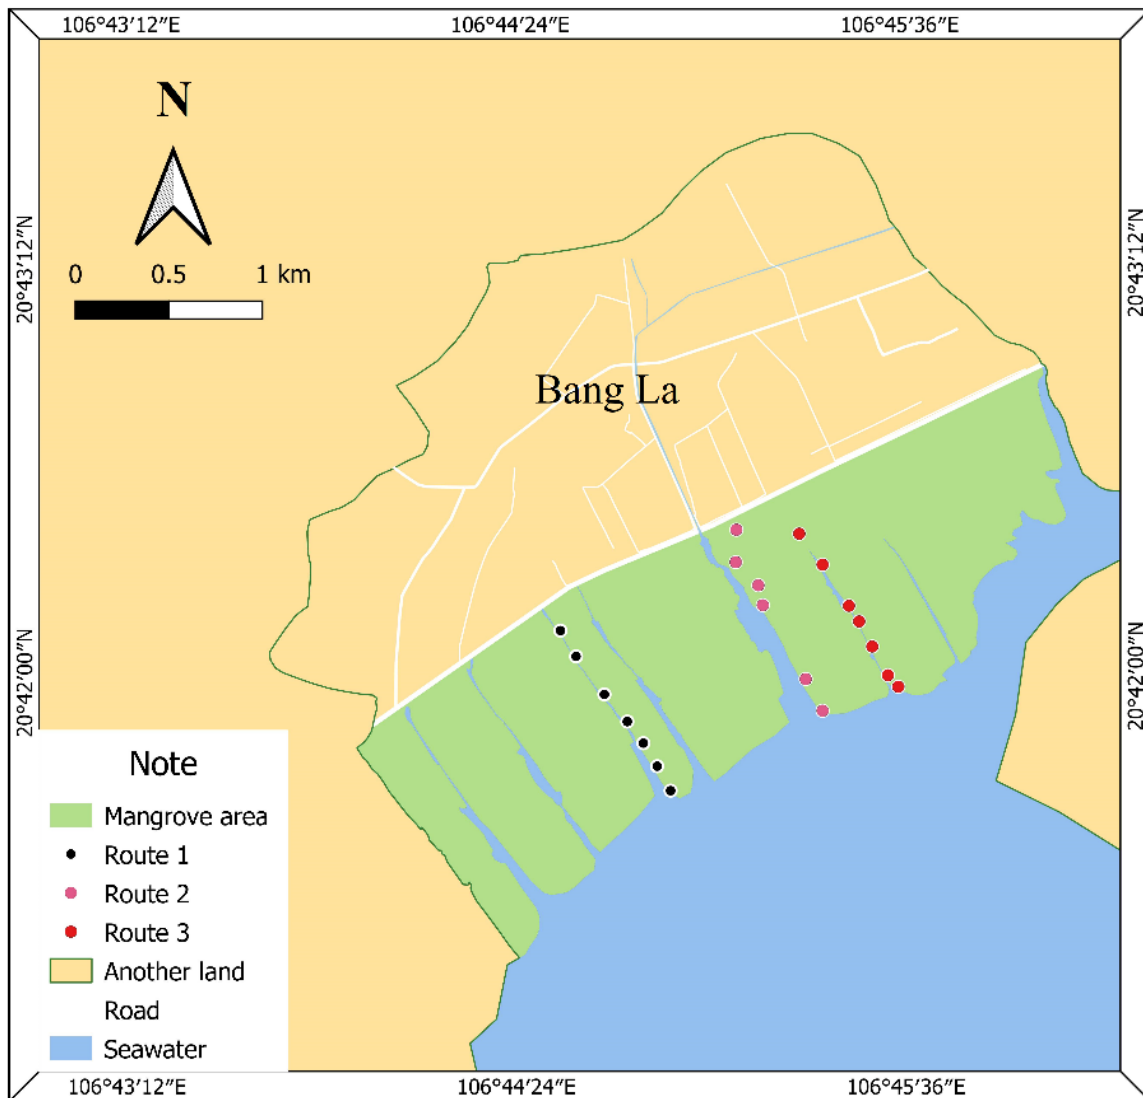 106°43′12″E 106°44′24″E 106°45′36″E
N
20°43′12″N
20°43′12″N
0 0.5 1 km
Bang La
20°42′00″N
20°42′00″N
Note
Mangrove area
Route 1
Route 2
Route 3
Another land
Road
Seawater
106°43′12″E 106°44′24″E 106°45′36″E